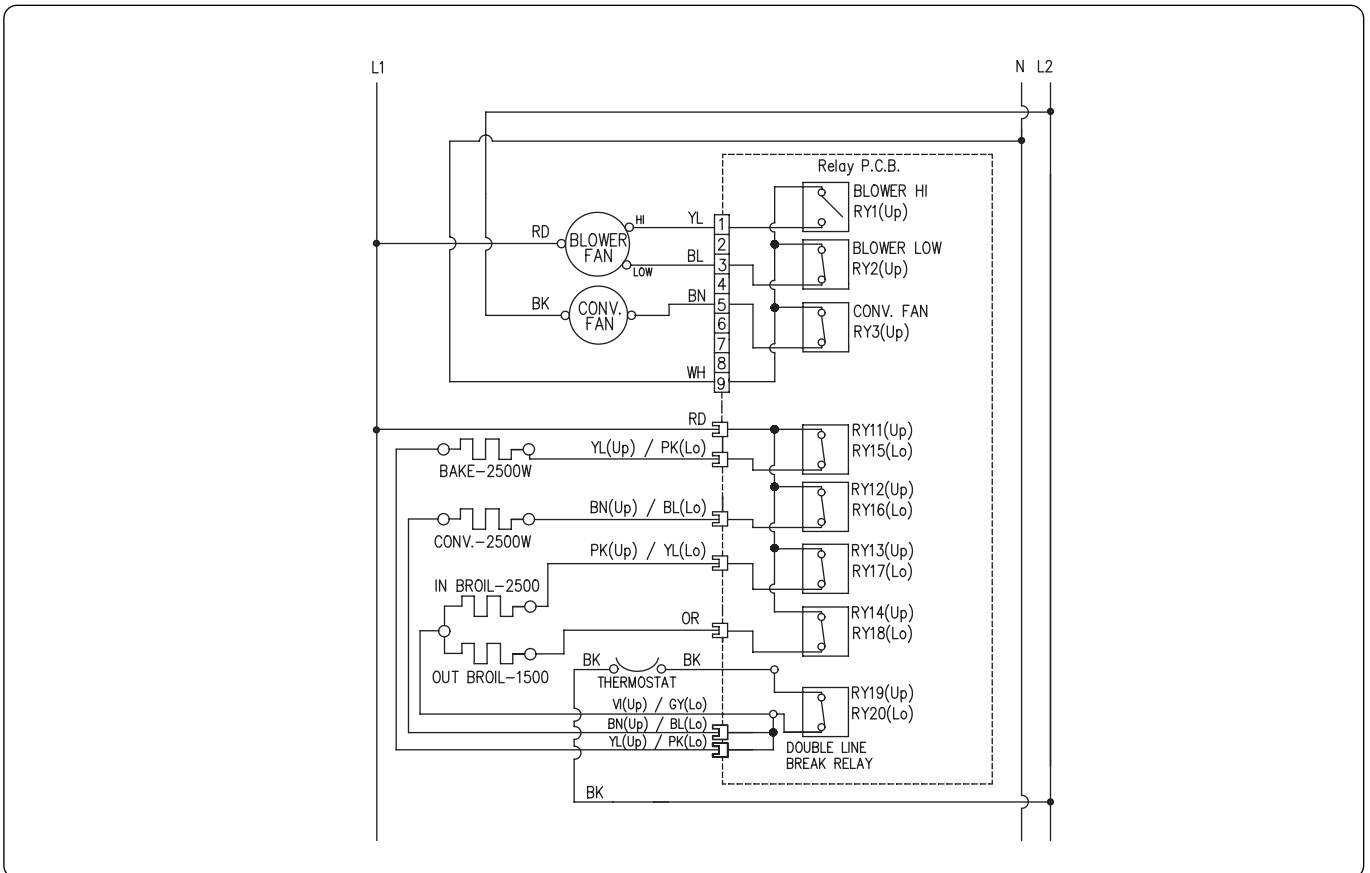 L1
N L2
Relay P.C.B.
BLOWER HI
RY1(Up)
HI
YL
1
RD
BLOWER
FAN
2
BLOWER LOW
RY2(Up)
BL
3
LOW
4
BK
CONV.
FAN
BN
5
CONV. FAN
RY3(Up)
6
7
8
WH
9
RD
RY11(Up)
RY15(Lo)
YL(Up) / PK(Lo)
BAKE-2500W
RY12(Up)
RY16(Lo)
BN(Up) / BL(Lo)
CONV.-2500W
PK(Up) / YL(Lo)
RY13(Up)
RY17(Lo)
IN BROIL-2500
OR
RY14(Up)
RY18(Lo)
OUT BROIL-1500
BK
BK
THERMOSTAT
RY19(Up)
RY20(Lo)
VI(Up) / GY(Lo)
BN(Up) / BL(Lo)
YL(Up) / PK(Lo)
DOUBLE LINE
BREAK RELAY
BK